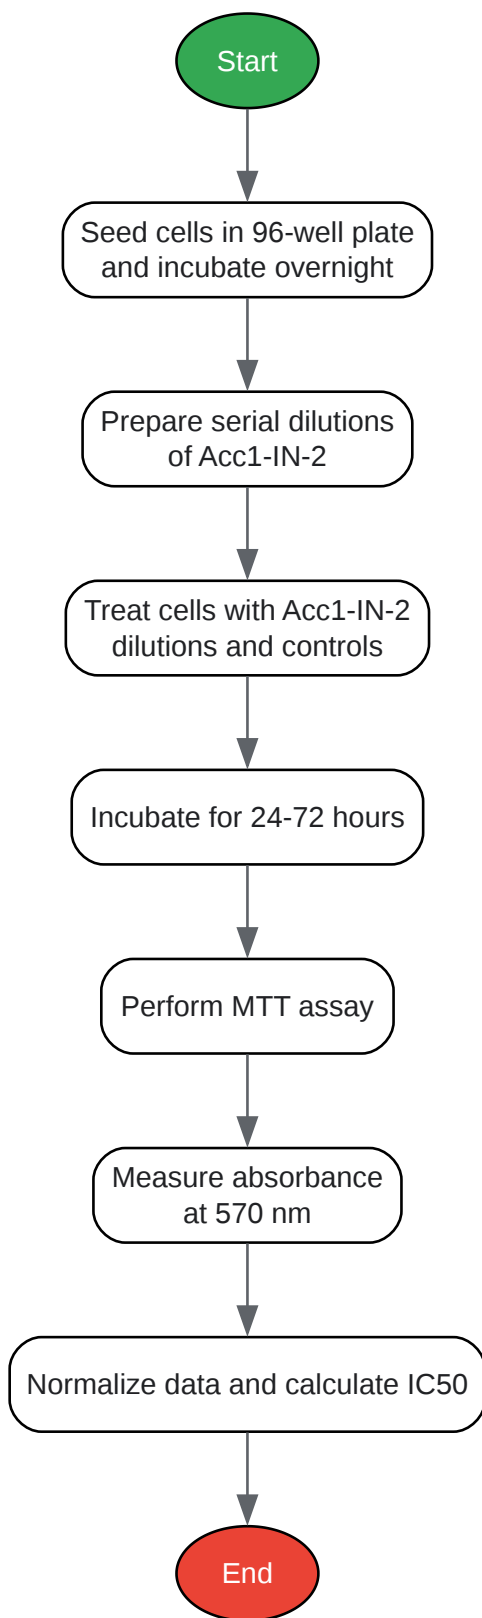 Start
Seed cells in 96-well plate
and incubate overnight
Prepare serial dilutions
of Acc1-IN-2
Treat cells with Acc1-IN-2
dilutions and controls
Incubate for 24-72 hours
Perform MTT assay
Measure absorbance
at 570 nm
Normalize data and calculate IC50
End